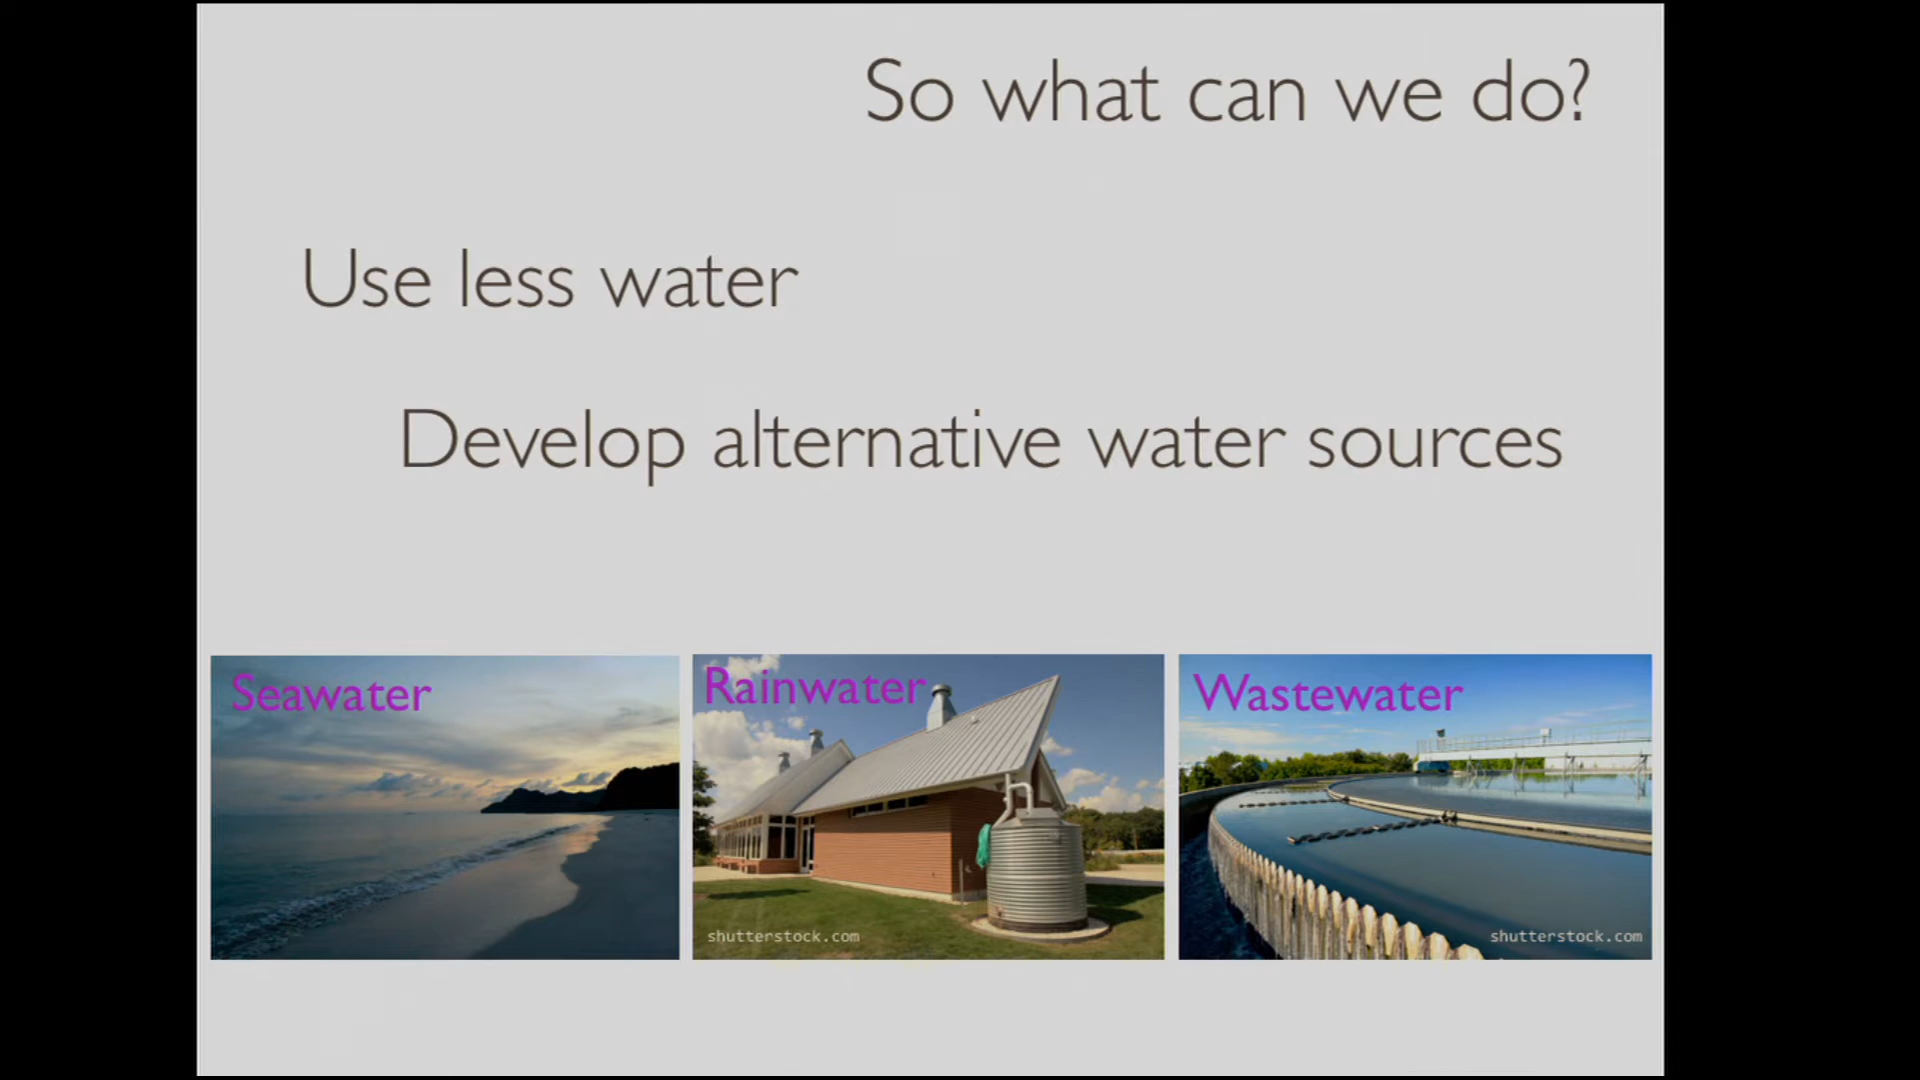 So what can we do?
Use less water
Develop alternative water sources
Seawater
Rainwater
Wastewater
shutterstock.com
shutterstock.com